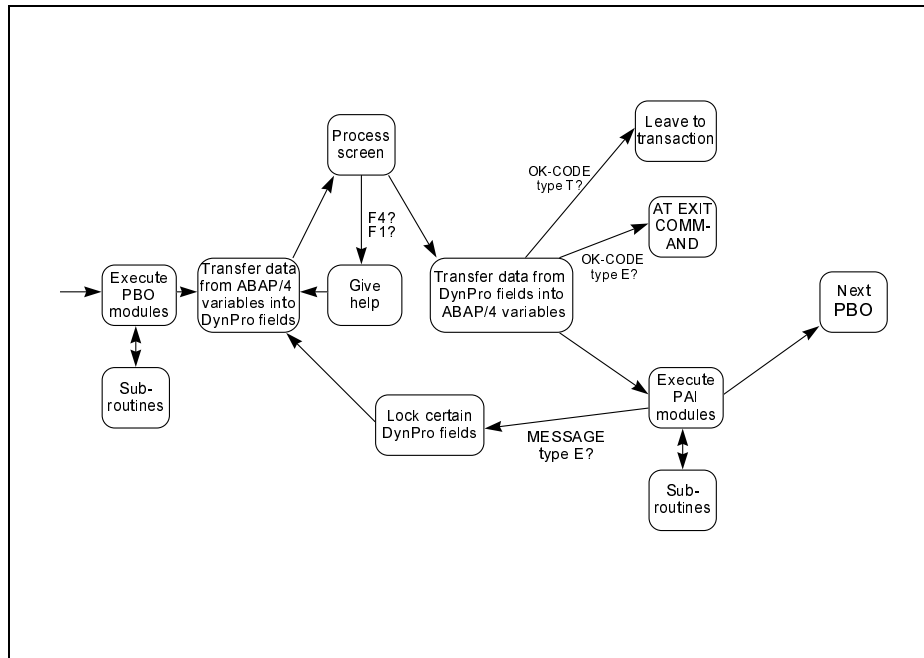 Leave to
transaction
Process
screen
OK-CODE
type T?
AT EXIT
COMM-
AND
F4?
F1?
OK-CODE
type E?
Execute
PBO
modules
Transfer data
from ABAP/4
variables into
DynPro fields
Give
help
Transfer data from
DynPro fields into
ABAP/4 variables
Next
PBO
Sub-
routines
Lock certain
DynPro fields
Execute
PAI
modules
MESSAGE
type E?
Sub-
routines